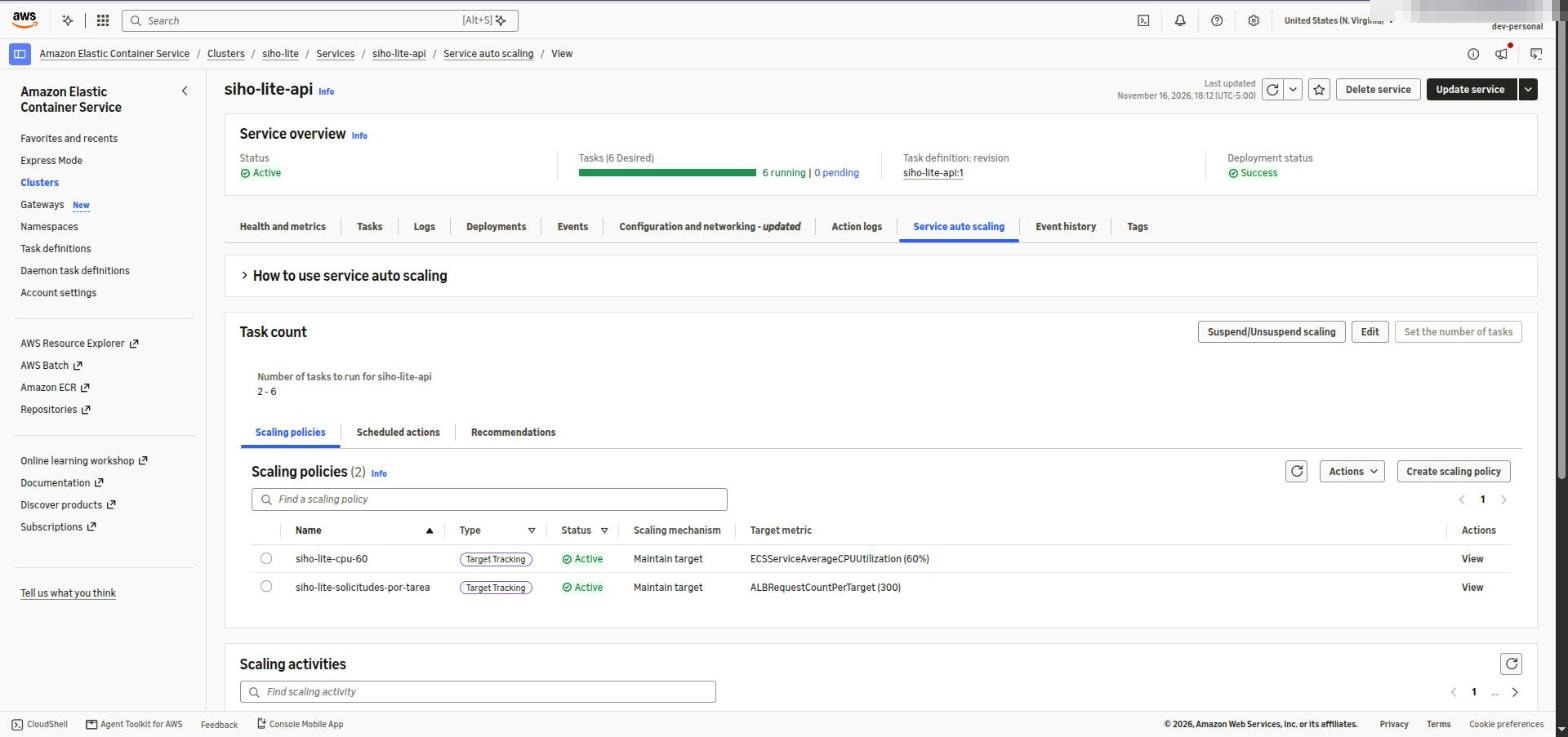 aws
Search [Alt+S]
United States (N. Virginia)
dev-personal
Amazon Elastic Container Service / Clusters / siho-lite / Services / siho-lite-api / Service auto scaling / View
Amazon Elastic
Container Service
Favorites and recents
Express Mode
Clusters
Gateways New
Namespaces
Task definitions
Daemon task definitions
Account settings
AWS Resource Explorer
AWS Batch
Amazon ECR
Repositories
Online learning workshop
Documentation
Discover products
Subscriptions
Tell us what you think
siho-lite-api Info
Last updated
November 16, 2026, 18:12 (UTC-5:00)
Delete service
Update service
Service overview Info
Status
Active
Tasks (6 Desired)
6 running | 0 pending
Task definition: revision
siho-lite-api:1
Deployment status
Success
Health and metrics
Tasks
Logs
Deployments
Events
Configuration and networking - updated
Action logs
Service auto scaling
Event history
Tags
How to use service auto scaling
Task count
Suspend/Unsuspend scaling
Edit
Set the number of tasks
Number of tasks to run for siho-lite-api
2 - 6
Scaling policies
Scheduled actions
Recommendations
Scaling policies (2) Info
Actions
Create scaling policy
Find a scaling policy
1
Name Type Status Scaling mechanism Target metric Actions
siho-lite-cpu-60 Target Tracking Active Maintain target ECSServiceAverageCPUUtilization (60%) View
siho-lite-solicitudes-por-tarea Target Tracking Active Maintain target ALBRequestCountPerTarget (300) View
Scaling activities
Find scaling activity
1 ...
CloudShell
Agent Toolkit for AWS
Feedback
Console Mobile App
© 2026, Amazon Web Services, Inc. or its affiliates.
Privacy
Terms
Cookie preferences